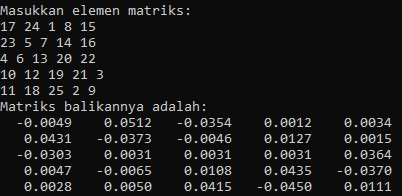 Masukkan elemen matriks:
17 24 1 8 15
23 5 7 14 16
4 6 13 20 22
10 12 19 21 3
11 18 25 2 9
Matriks balikannya adalah:
-0.0049 0.0512 -0.0354 0.0012 0.0034
0.0431 -0.0373 -0.0046 0.0127 0.0015
-0.0303 0.0031 0.0031 0.0031 0.0364
0.0047 -0.0065 0.0108 0.0435 -0.0370
0.0028 0.0050 0.0415 -0.0450 0.0111